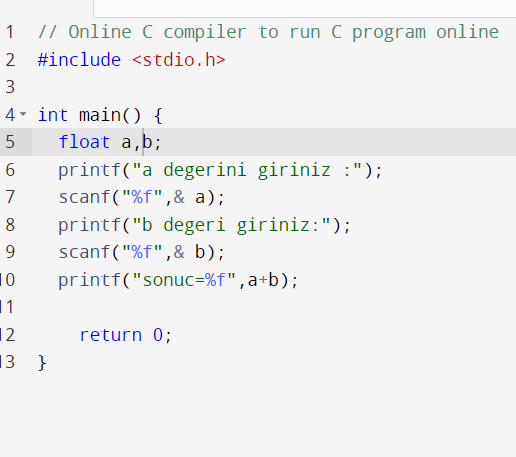 1 // Online C compiler to run C program online
2 #include <stdio.h>
3
4 int main() {
5 float a,b;
6 printf("a degerini giriniz :");
7 scanf("%f",& a);
8 printf("b degeri giriniz:");
9 scanf("%f",& b);
10 printf("sonuc=%f",a+b);
11
12 return 0;
13 }